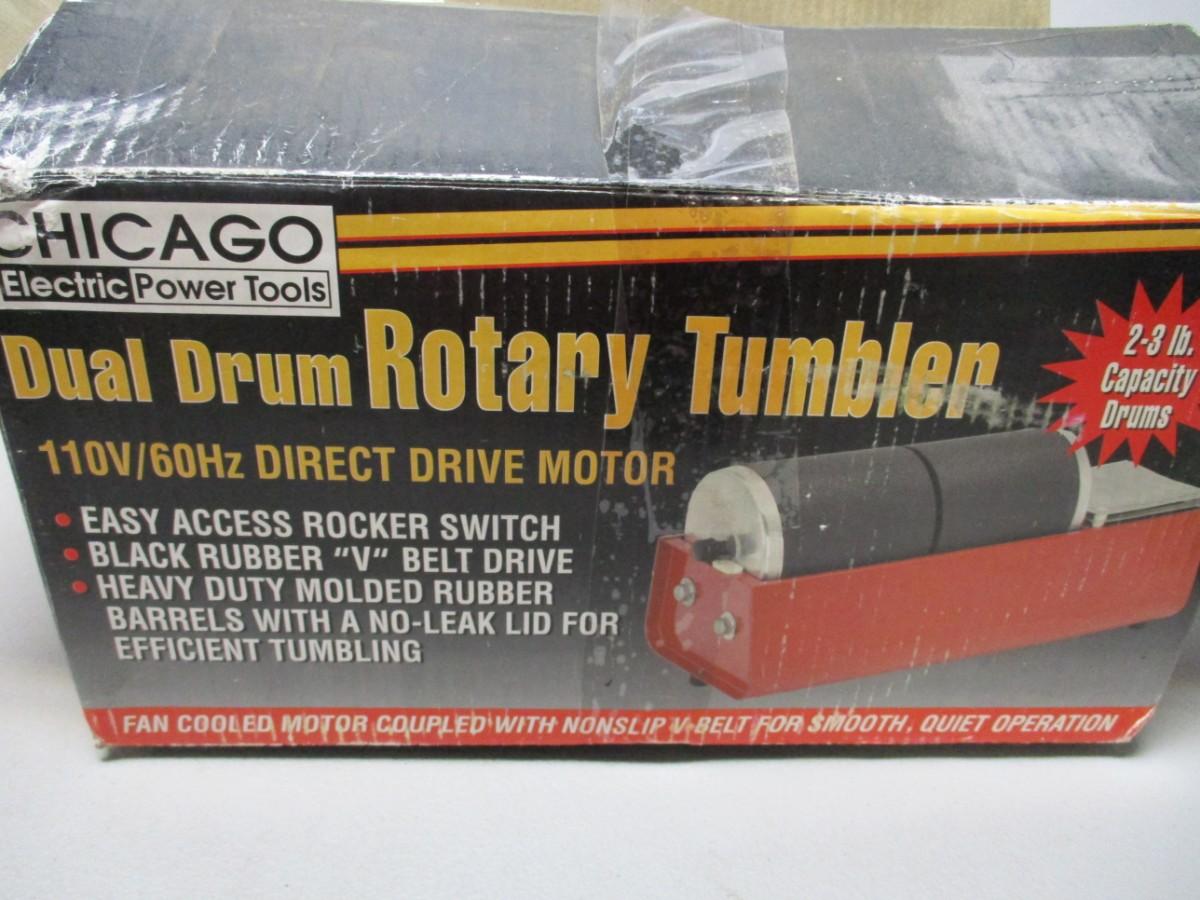 CHICAGO
Electric Power Tools
Dual Drum Rotary Tumbler
2-3 lb.
Capacity
Drums
110V/60Hz DIRECT DRIVE MOTOR
• EASY ACCESS ROCKER SWITCH
• BLACK RUBBER "V" BELT DRIVE
• HEAVY DUTY MOLDED RUBBER
BARRELS WITH A NO-LEAK LID FOR
EFFICIENT TUMBLING
FAN COOLED MOTOR COUPLED WITH NONSLIP V-BELT FOR SMOOTH, QUIET OPERATION